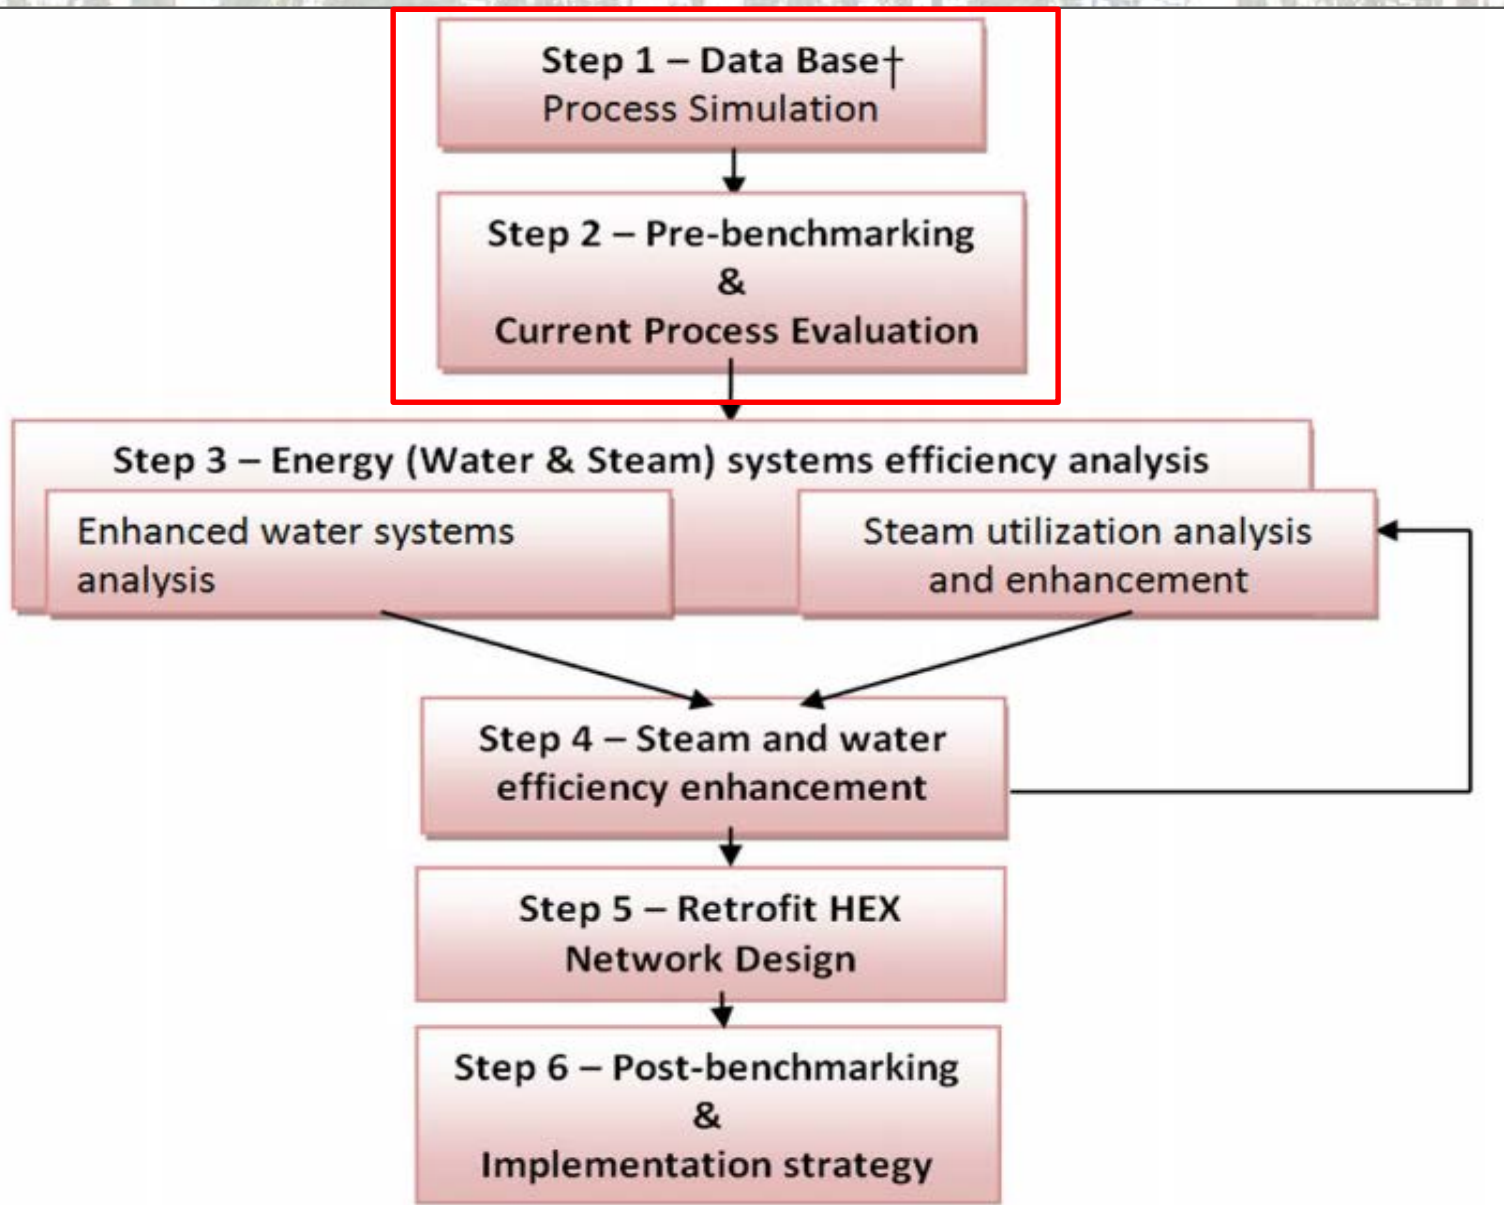 Step 1 – Data Base†
Process Simulation
Step 2 – Pre-benchmarking
&
Current Process Evaluation
Step 3 – Energy (Water & Steam) systems efficiency analysis
Enhanced water systems
analysis
Steam utilization analysis
and enhancement
Step 4 – Steam and water
efficiency enhancement
Step 5 – Retrofit HEX
Network Design
Step 6 – Post-benchmarking
&
Implementation strategy